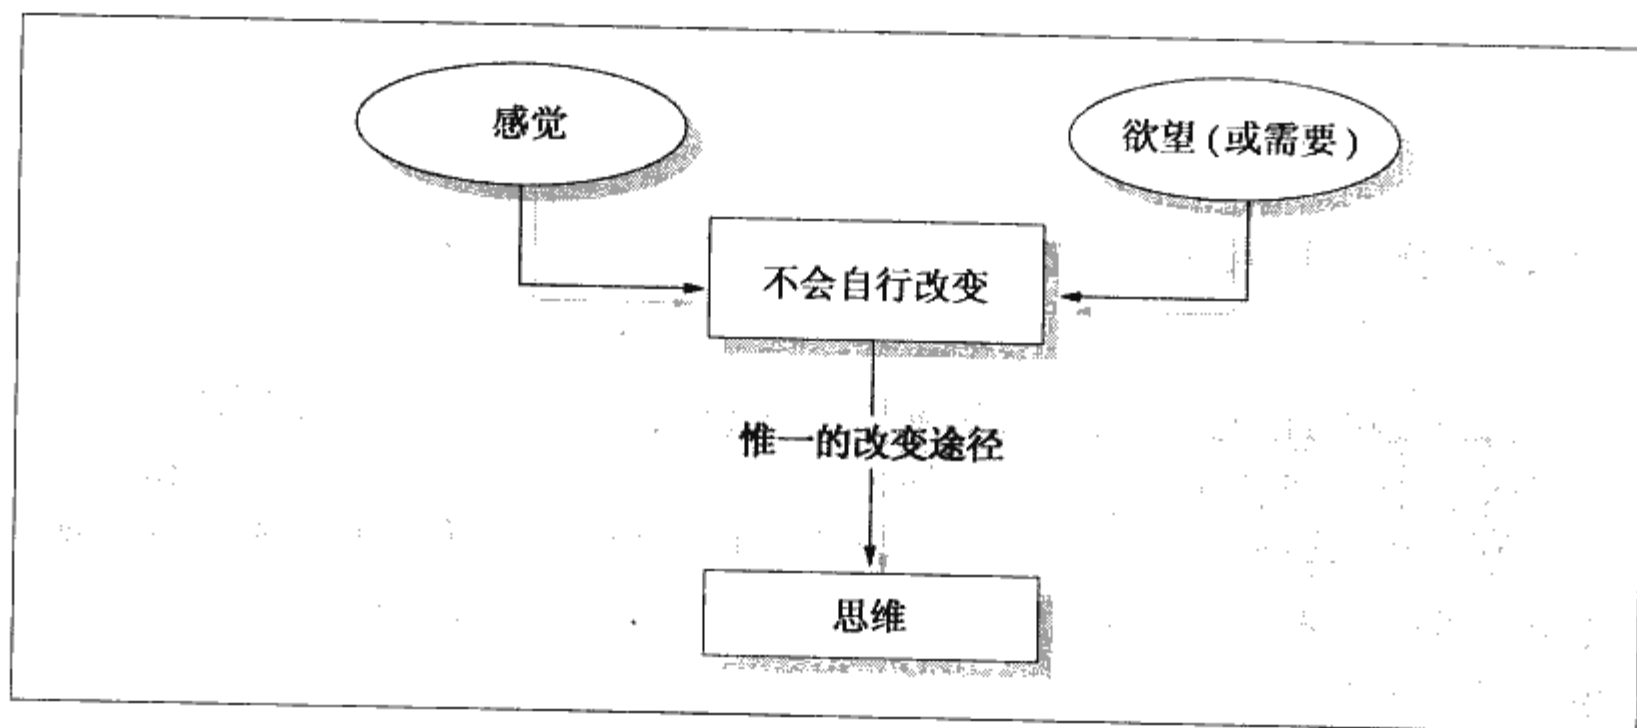 感觉
欲望(或需要)
不会自行改变
惟一的改变途径
思维